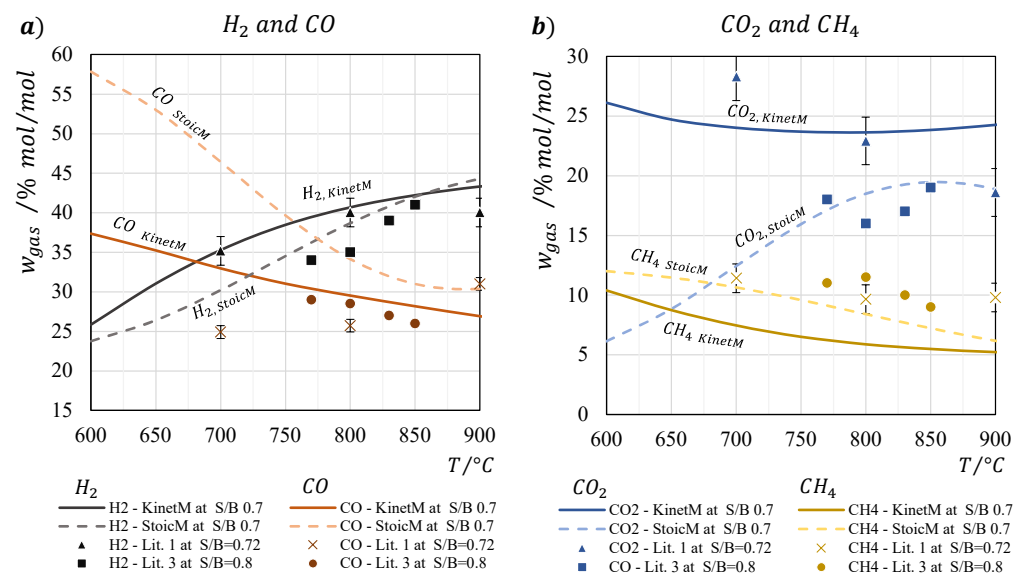 a) H₂ and CO
w_gas /% mol/mol
60
55
50
45
40
35
30
25
20
15
CO StoicM
H₂,KinetM
CO KinetM
H₂,StoicM
600 650 700 750 800 850 900
T/°C
H₂ CO
H2 - KinetM at S/B 0.7 CO - KinetM at S/B 0.7
H2 - StoicM at S/B 0.7 CO - StoicM at S/B 0.7
H2 - Lit. 1 at S/B=0.72 CO - Lit. 1 at S/B=0.72
H2 - Lit. 3 at S/B=0.8 CO - Lit. 3 at S/B=0.8
b) CO₂ and CH₄
w_gas /% mol/mol
30
25
20
15
10
5
0
CO₂,KinetM
CO₂,StoicM
CH₄ StoicM
CH₄ KinetM
600 650 700 750 800 850 900
T/°C
CO₂ CH₄
CO2 - KinetM at S/B 0.7 CH4 - KinetM at S/B 0.7
CO2 - StoicM at S/B 0.7 CH4 - StoicM at S/B 0.7
CO2 - Lit. 1 at S/B=0.72 CH4 - Lit. 1 at S/B=0.72
CO - Lit. 3 at S/B=0.8 CH4 - Lit. 3 at S/B=0.8